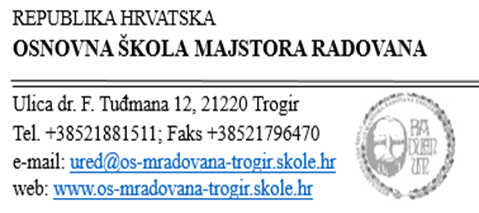 REPUBLIKA HRVATSKA
OSNOVNA ŠKOLA MAJSTORA RADOVANA
Ulica dr. F. Tuđmana 12, 21220 Trogir
Tel. +38521881511; Faks +38521796470
e-mail: ured@os-mradovana-trogir.skole.hr
web: www.os-mradovana-trogir.skole.hr